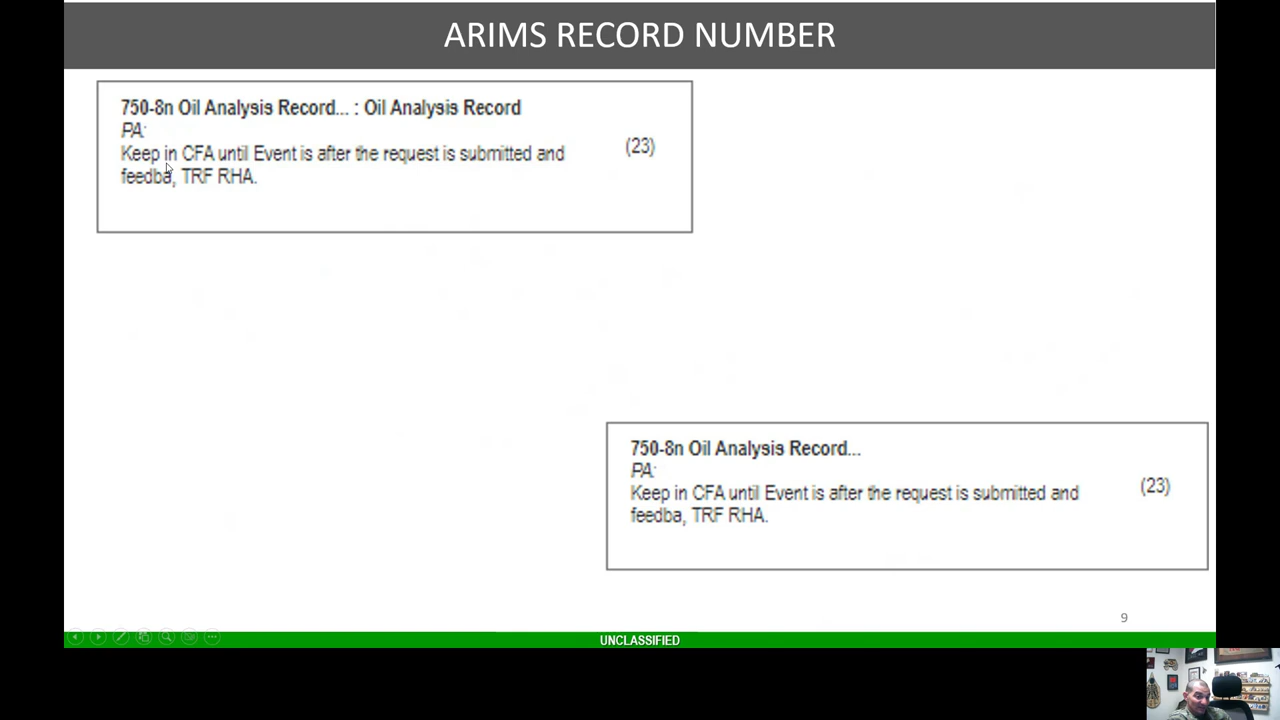 ARIMS RECORD NUMBER
750-8n Oil Analysis Record... : Oil Analysis Record
PA:
Keep in CFA until Event is after the request is submitted and
feedba, TRF RHA.
(23)
750-8n Oil Analysis Record...
PA:
Keep in CFA until Event is after the request is submitted and
feedba, TRF RHA.
(23)
9
UNCLASSIFIED